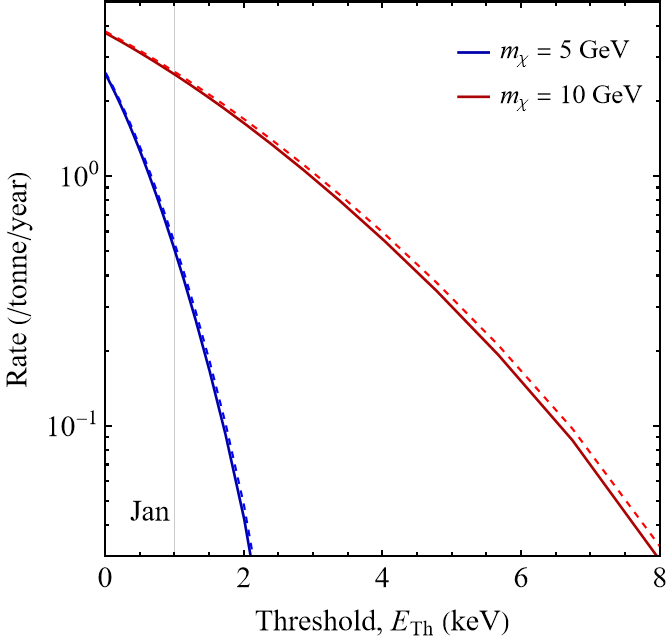 m_χ = 5 GeV
m_χ = 10 GeV
10^0
10^−1
Rate (/tonne/year)
Jan
0 2 4 6 8
Threshold, E_Th (keV)